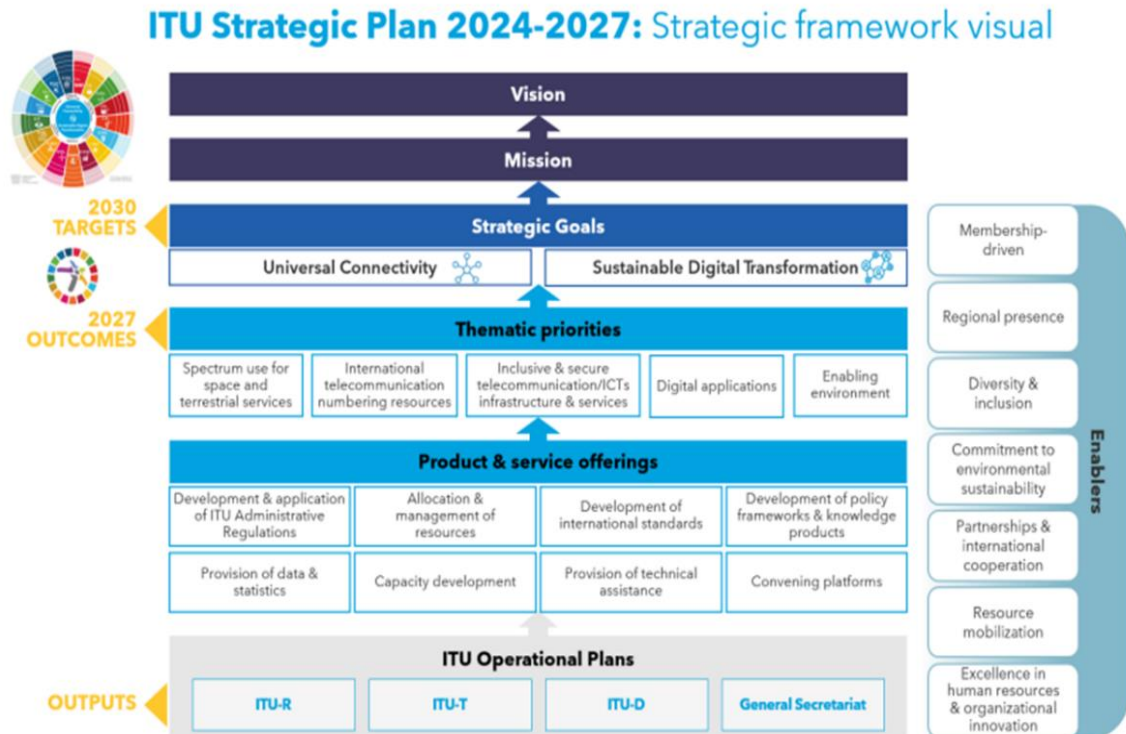 ITU Strategic Plan 2024-2027: Strategic framework visual
Vision
Mission
2030
TARGETS
Strategic Goals
Universal Connectivity
Sustainable Digital Transformation
2027
OUTCOMES
Thematic priorities
Spectrum use for
space and
terrestrial services
International
telecommunication
numbering resources
Inclusive & secure
telecommunication/ICTs
infrastructure & services
Digital applications
Enabling
environment
Product & service offerings
Development & application
of ITU Administrative
Regulations
Allocation &
management of
resources
Development of
international standards
Development of policy
frameworks & knowledge
products
Provision of data &
statistics
Capacity development
Provision of technical
assistance
Convening platforms
ITU Operational Plans
OUTPUTS
ITU-R
ITU-T
ITU-D
General Secretariat
Membership-
driven
Regional presence
Diversity &
inclusion
Commitment to
environmental
sustainability
Partnerships &
international
cooperation
Resource
mobilization
Excellence in
human resources
& organizational
innovation
Enablers